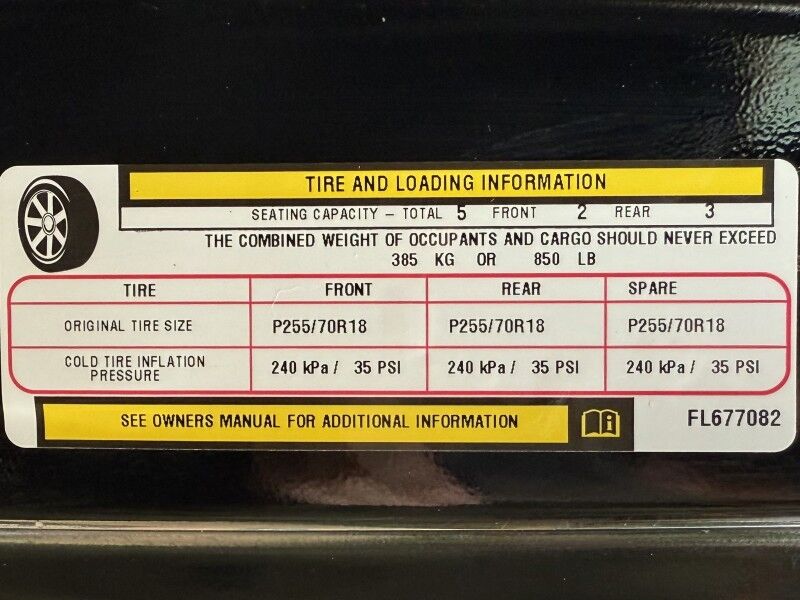 TIRE AND LOADING INFORMATION
SEATING CAPACITY – TOTAL 5 FRONT 2 REAR 3
THE COMBINED WEIGHT OF OCCUPANTS AND CARGO SHOULD NEVER EXCEED
385 KG OR 850 LB
TIRE FRONT REAR SPARE
ORIGINAL TIRE SIZE P255/70R18 P255/70R18 P255/70R18
COLD TIRE INFLATION
PRESSURE 240 kPa / 35 PSI 240 kPa / 35 PSI 240 kPa / 35 PSI
SEE OWNERS MANUAL FOR ADDITIONAL INFORMATION
FL677082